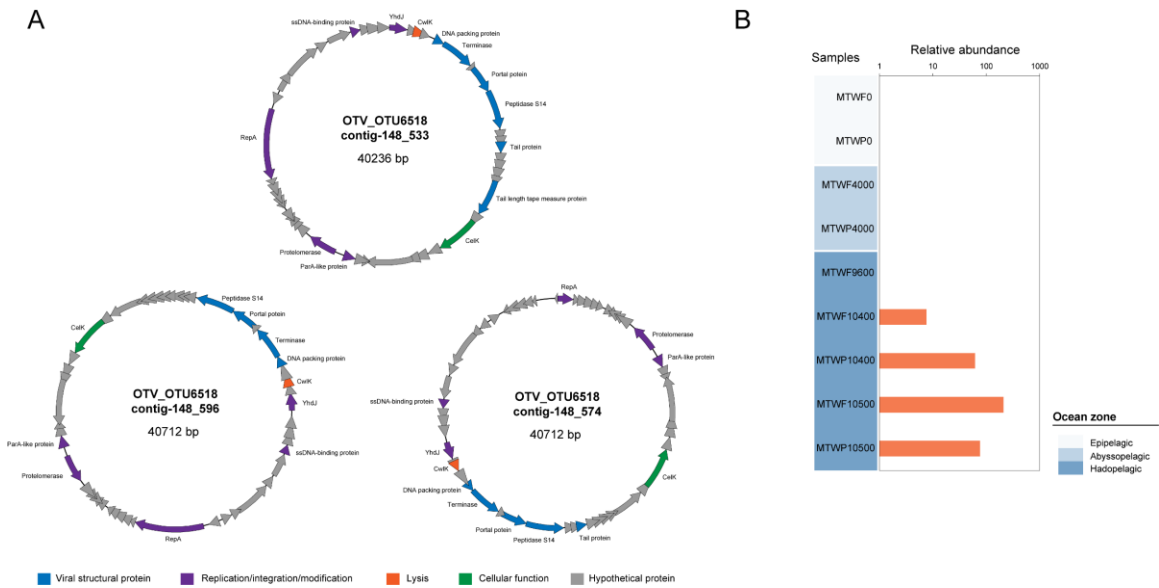 A
ssDNA-binding protein
YhdJ
CwlK
DNA packing protein
Terminase
Portal potein
Peptidase S14
Tail protein
Tail length tape measure protein
CelK
ParA-like protein
Protelomerase
RepA
OTV_OTU6518
contig-148_533
40236 bp
Peptidase S14
Portal potein
Terminase
DNA packing protein
CwlK
YhdJ
ssDNA-binding protein
RepA
Protelomerase
ParA-like protein
CelK
OTV_OTU6518
contig-148_596
40712 bp
RepA
Protelomerase
ParA-like protein
CelK
Tail protein
Peptidase S14
Portal potein
Terminase
DNA packing protein
CwlK
YhdJ
ssDNA-binding protein
OTV_OTU6518
contig-148_574
40712 bp
Viral structural protein
Replication/integration/modification
Lysis
Cellular function
Hypothetical protein
B
Relative abundance
Samples
1 10 100 1000
MTWF0
MTWP0
MTWF4000
MTWP4000
MTWF9600
MTWF10400
MTWP10400
MTWF10500
MTWP10500
Ocean zone
Epipelagic
Abyssopelagic
Hadopelagic